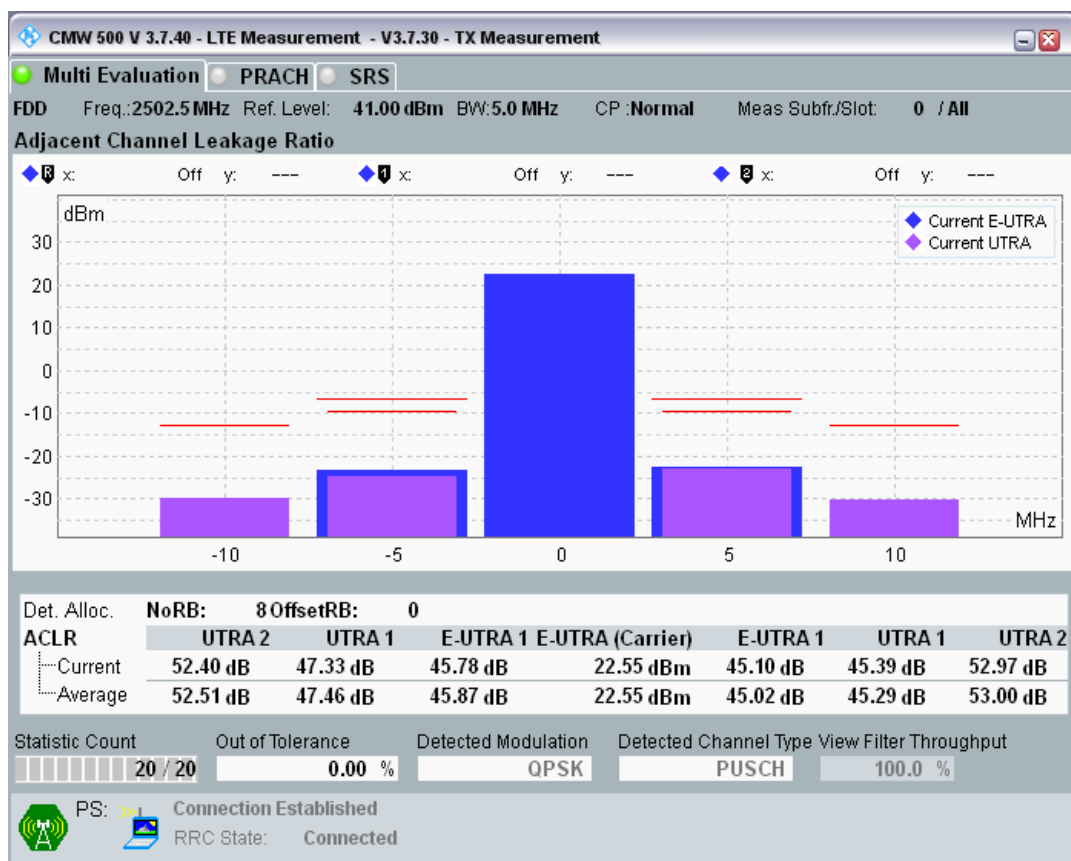 CMW 500 V 3.7.40 - LTE Measurement - V3.7.30 - TX Measurement
Multi Evaluation PRACH SRS
FDD Freq.:2502.5 MHz Ref. Level: 41.00 dBm BW:5.0 MHz CP :Normal Meas Subfr./Slot: 0 / All
Adjacent Channel Leakage Ratio
R x: Off y: --- 1 x: Off y: --- 2 x: Off y: ---
dBm
Current E-UTRA
Current UTRA
30
20
10
0
-10
-20
-30
MHz
-10 -5 0 5 10
Det. Alloc. NoRB: 8 OffsetRB: 0
ACLR UTRA 2 UTRA 1 E-UTRA 1 E-UTRA (Carrier) E-UTRA 1 UTRA 1 UTRA 2
Current 52.40 dB 47.33 dB 45.78 dB 22.55 dBm 45.10 dB 45.39 dB 52.97 dB
Average 52.51 dB 47.46 dB 45.87 dB 22.55 dBm 45.02 dB 45.29 dB 53.00 dB
Statistic Count Out of Tolerance Detected Modulation Detected Channel Type View Filter Throughput
20 / 20 0.00 % QPSK PUSCH 100.0 %
PS: Connection Established
RRC State: Connected